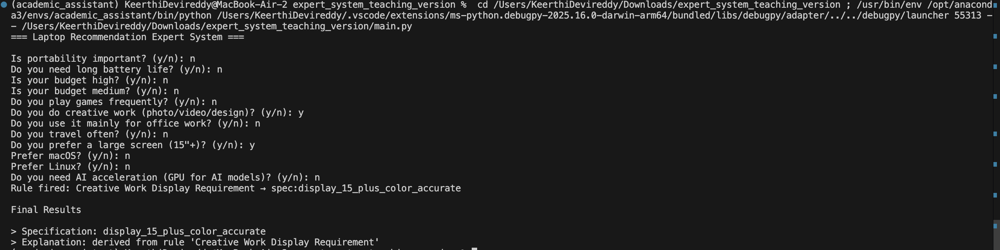 (academic_assistant) KeerthiDevireddy@MacBook-Air-2 expert_system_teaching_version %  cd /Users/KeerthiDevireddy/Downloads/expert_system_teaching_version ; /usr/bin/env /opt/anacond
a3/envs/academic_assistant/bin/python /Users/KeerthiDevireddy/.vscode/extensions/ms-python.debugpy-2025.16.0-darwin-arm64/bundled/libs/debugpy/adapter/../../debugpy/launcher 55313 -
- /Users/KeerthiDevireddy/Downloads/expert_system_teaching_version/main.py
=== Laptop Recommendation Expert System ===
Is portability important? (y/n): n
Do you need long battery life? (y/n): n
Is your budget high? (y/n): n
Is your budget medium? (y/n): n
Do you play games frequently? (y/n): n
Do you do creative work (photo/video/design)? (y/n): y
Do you use it mainly for office work? (y/n): n
Do you travel often? (y/n): n
Do you prefer a large screen (15"+)? (y/n): y
Prefer macOS? (y/n): n
Prefer Linux? (y/n): n
Do you need AI acceleration (GPU for AI models)? (y/n): n
Rule fired: Creative Work Display Requirement → spec:display_15_plus_color_accurate
Final Results
> Specification: display_15_plus_color_accurate
> Explanation: derived from rule 'Creative Work Display Requirement'